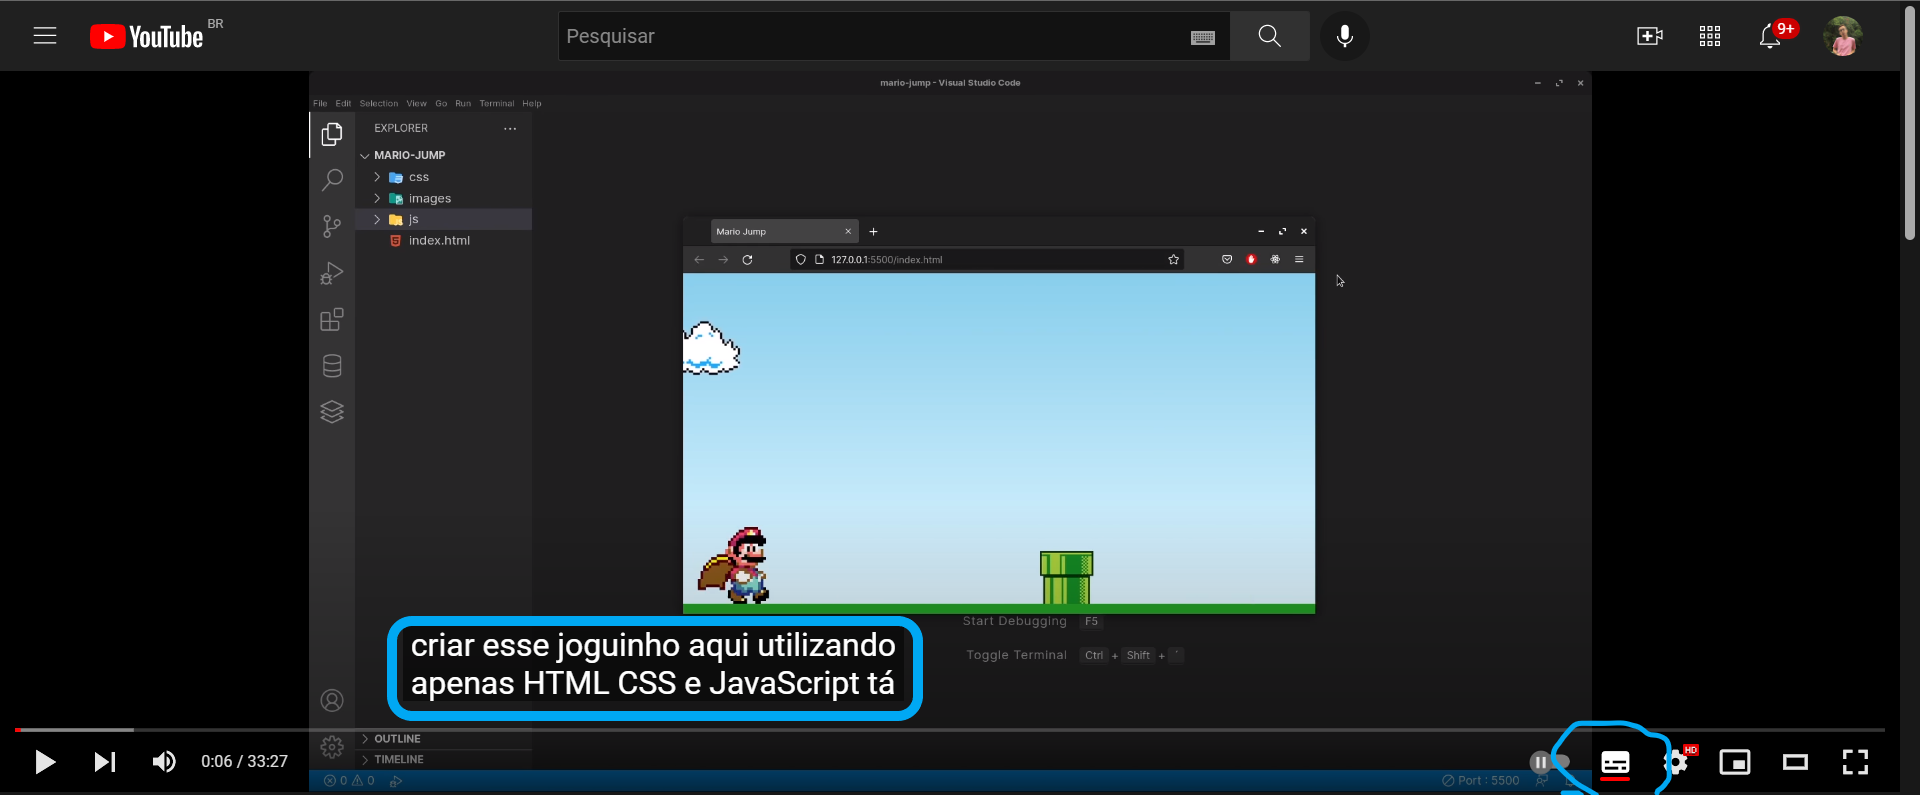 YouTube BR
Pesquisar
9+
mario-jump - Visual Studio Code
File Edit Selection View Go Run Terminal Help
EXPLORER
MARIO-JUMP
css
images
js
index.html
Mario Jump
127.0.0.1:5500/index.html
Start Debugging F5
Toggle Terminal Ctrl + Shift + `
criar esse joguinho aqui utilizando
apenas HTML CSS e JavaScript tá
OUTLINE
TIMELINE
0:06 / 33:27
HD
0 0
Port : 5500